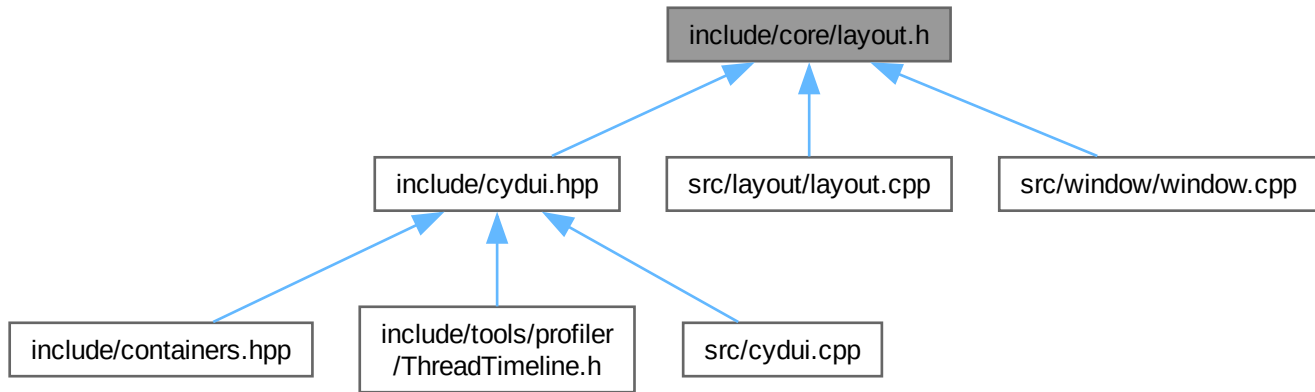 include/core/layout.h
include/cydui.hpp
src/layout/layout.cpp
src/window/window.cpp
include/containers.hpp
include/tools/profiler
/ThreadTimeline.h
src/cydui.cpp